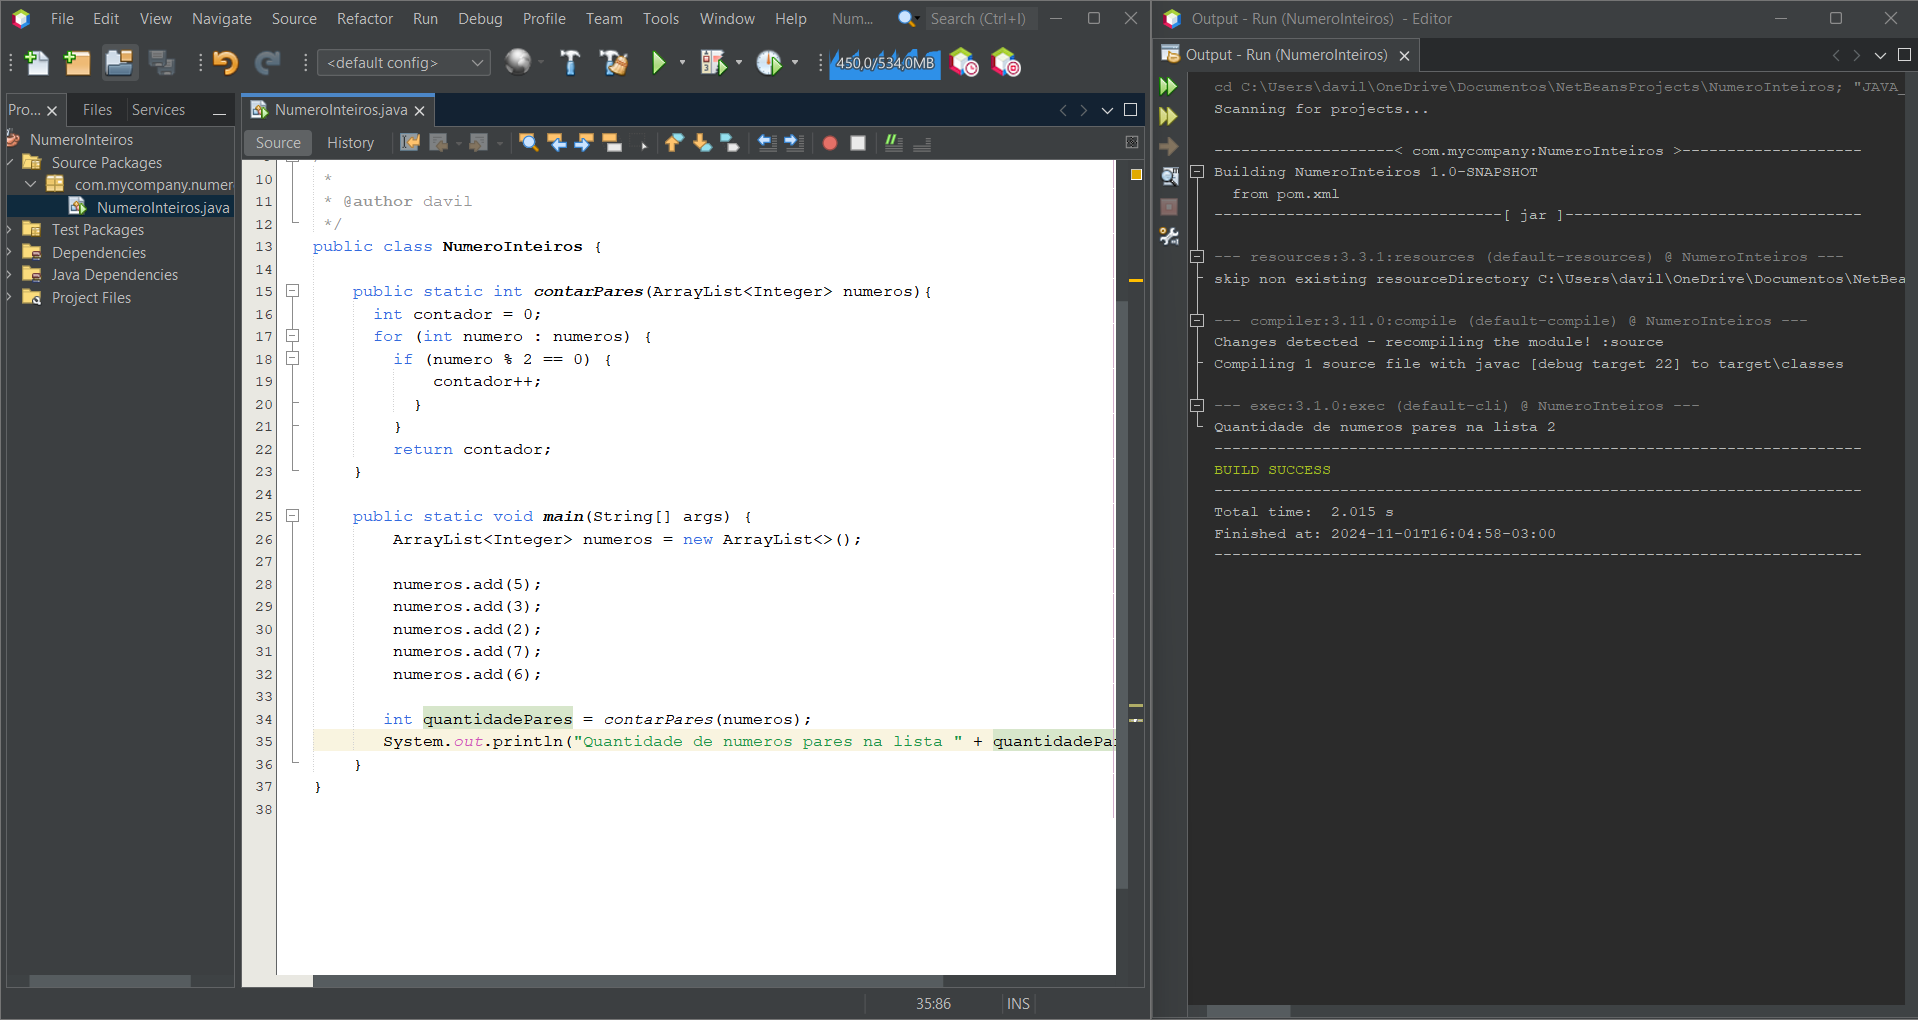 File Edit View Navigate Source Refactor Run Debug Profile Team Tools Window Help Num... Search (Ctrl+I)
<default config> 450,0/534,0MB
Pro... Files Services
NumeroInteiros
Source Packages
com.mycompany.numer
NumeroInteiros.java
Test Packages
Dependencies
Java Dependencies
Project Files
NumeroInteiros.java
Source History
10 *
11 * @author davil
12 */
13 public class NumeroInteiros {
14
15 public static int contarPares(ArrayList<Integer> numeros){
16 int contador = 0;
17 for (int numero : numeros) {
18 if (numero % 2 == 0) {
19 contador++;
20 }
21 }
22 return contador;
23 }
24
25 public static void main(String[] args) {
26 ArrayList<Integer> numeros = new ArrayList<>();
27
28 numeros.add(5);
29 numeros.add(3);
30 numeros.add(2);
31 numeros.add(7);
32 numeros.add(6);
33
34 int quantidadePares = contarPares(numeros);
35 System.out.println("Quantidade de numeros pares na lista " + quantidadePa
36 }
37 }
38
35:86 INS
Output - Run (NumeroInteiros) - Editor
Output - Run (NumeroInteiros)
cd C:\Users\davil\OneDrive\Documentos\NetBeansProjects\NumeroInteiros; "JAVA_
Scanning for projects...
--------------------< com.mycompany:NumeroInteiros >--------------------
Building NumeroInteiros 1.0-SNAPSHOT
from pom.xml
--------------------------------[ jar ]---------------------------------
--- resources:3.3.1:resources (default-resources) @ NumeroInteiros ---
skip non existing resourceDirectory C:\Users\davil\OneDrive\Documentos\NetBea
--- compiler:3.11.0:compile (default-compile) @ NumeroInteiros ---
Changes detected - recompiling the module! :source
Compiling 1 source file with javac [debug target 22] to target\classes
--- exec:3.1.0:exec (default-cli) @ NumeroInteiros ---
Quantidade de numeros pares na lista 2
------------------------------------------------------------------------
BUILD SUCCESS
------------------------------------------------------------------------
Total time: 2.015 s
Finished at: 2024-11-01T16:04:58-03:00
------------------------------------------------------------------------